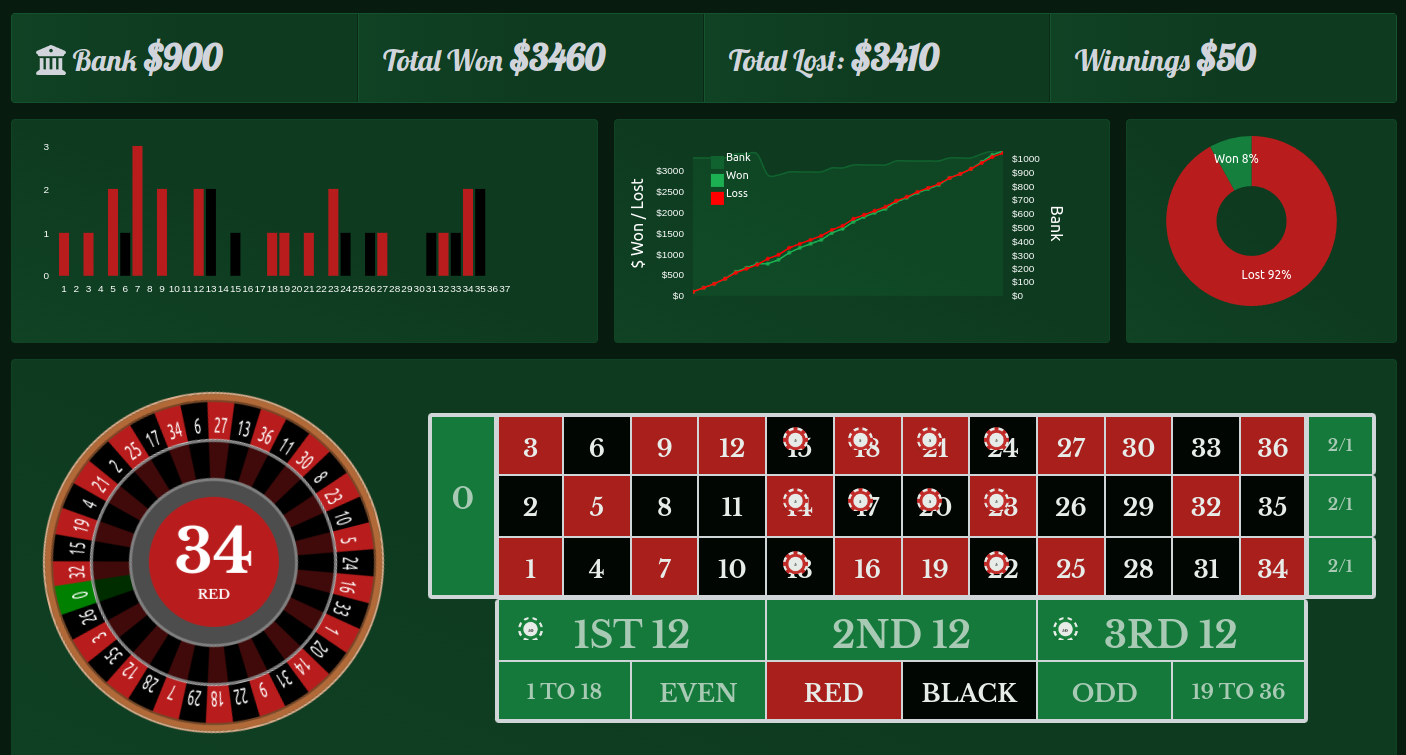 Bank $900
Total Won $3460
Total Lost: $3410
Winnings $50
3
2
1
0
1 2 3 4 5 6 7 8 9 10 11 12 13 14 15 16 17 18 19 20 21 22 23 24 25 26 27 28 29 30 31 32 33 34 35 36 37
$ Won / Lost
$3000
$2500
$2000
$1500
$1000
$500
$0
Bank
Won
Loss
$1000
$900
$800
$700
$600
$500
$400
$300
$200
$100
$0
Bank
Won 8%
Lost 92%
27 13 36 11 30 8 23 10 5 24 16 33 1 20 14 31 9 22 18 29 7 28 12 35 3 26 0 32 15 19 4 21 2 25 17 34 6
34
RED
0
3 6 9 12 15 18 21 24 27 30 33 36 2/1
2 5 8 11 14 17 20 23 26 29 32 35 2/1
1 4 7 10 13 16 19 22 25 28 31 34 2/1
1ST 12 2ND 12 3RD 12
1 TO 18 EVEN RED BLACK ODD 19 TO 36